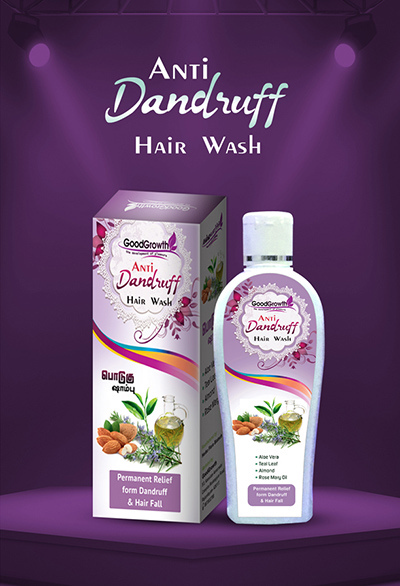 Anti
Dandruff
Hair Wash
GoodGrowth
Anti
Dandruff
Hair Wash
பொடுகு
ஷாம்பு
Permanent Relief
form Dandruff
& Hair Fall
GoodGrowth
Anti
Dandruff
Hair Wash
• Aloe Vera
• Teat Leaf
• Almond
• Rose Mary Oil
Permanent Relief
form Dandruff
& Hair Fall